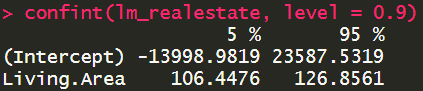 > confint(lm_realestate, level = 0.9)
5 % 95 %
(Intercept) -13998.9819 23587.5319
Living.Area 106.4476 126.8561